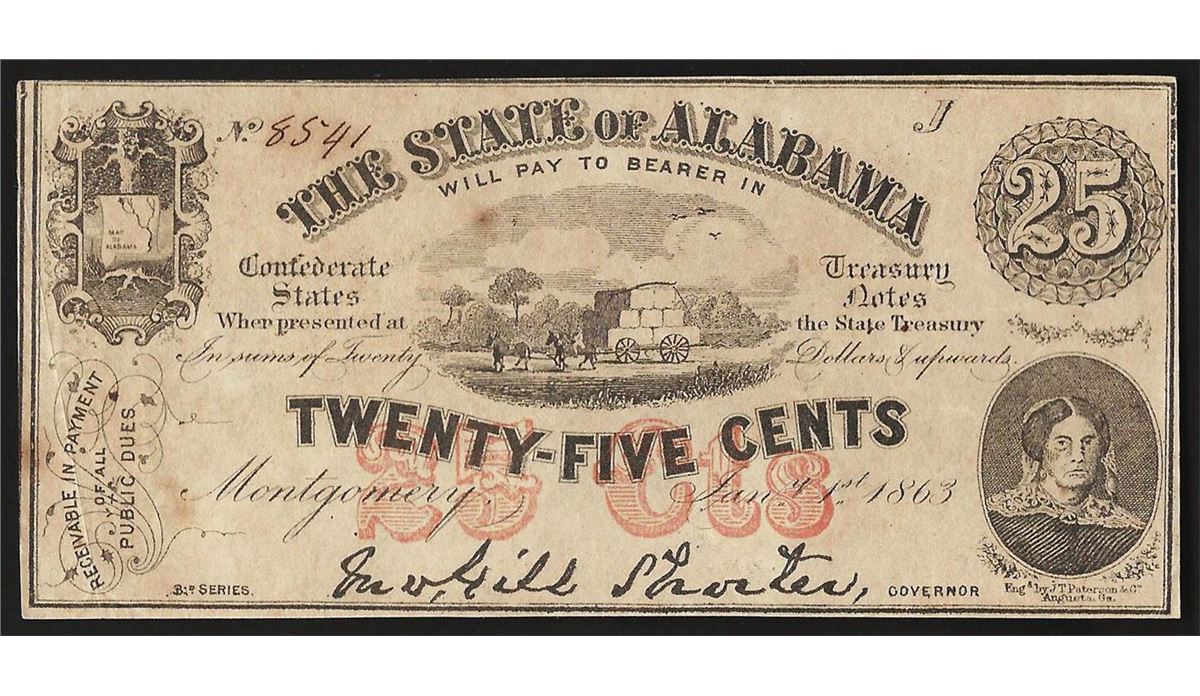 Nº 8541
J
THE STATE OF ALABAMA
25
WILL PAY TO BEARER IN
MAP OF ALABAMA
Confederate States
Treasury Notes
When presented at
the State Treasury
In sums of Twenty
Dollars & upwards.
TWENTY-FIVE CENTS
25 Cts
Montgomery,
Jany 1st 1863
RECEIVABLE IN PAYMENT
OF ALL
PUBLIC DUES
3RD SERIES.
Jno Gill Shorter,
GOVERNOR
Engd by J T Paterson & Co
Augusta, Ga.